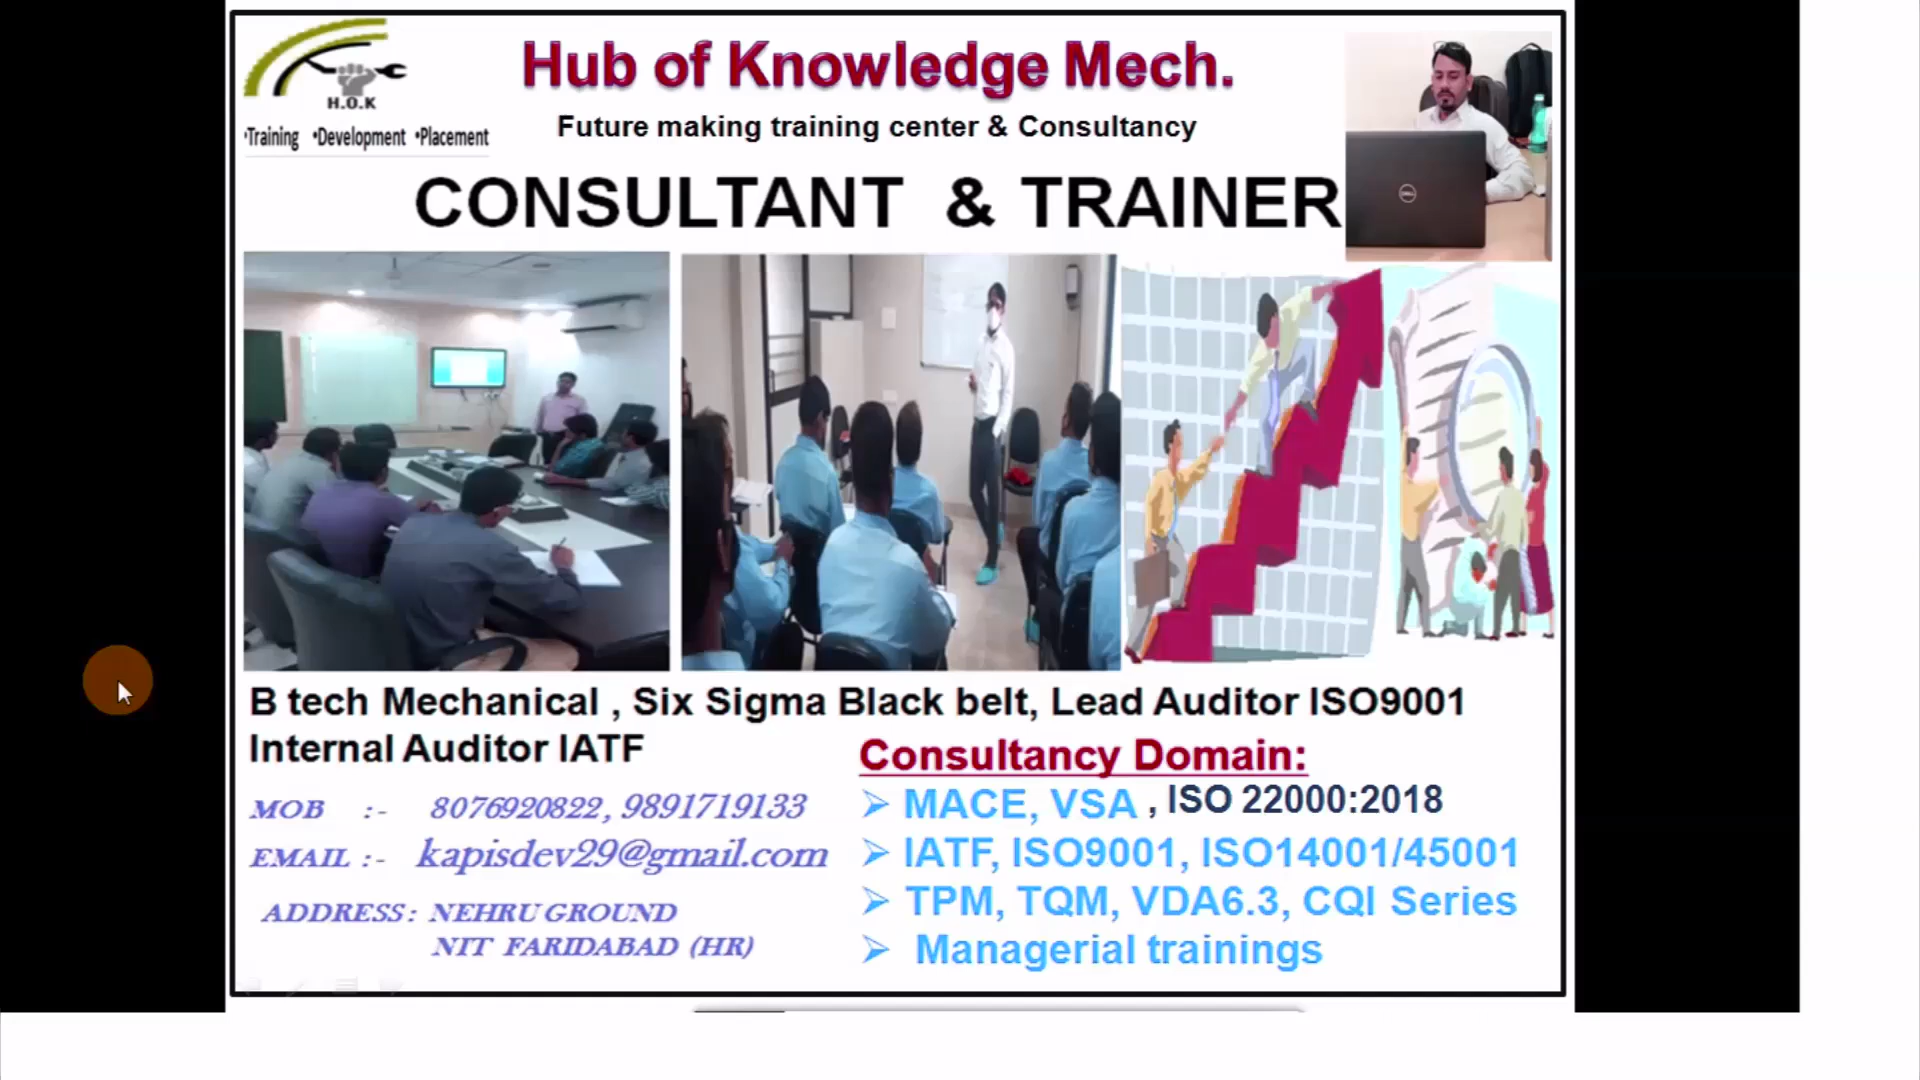 H.O.K
•Training •Development •Placement
Hub of Knowledge Mech.
Future making training center & Consultancy
CONSULTANT & TRAINER
DELL
B tech Mechanical , Six Sigma Black belt, Lead Auditor ISO9001
Internal Auditor IATF
MOB :- 8076920822, 9891719133
EMAIL :- kapisdev29@gmail.com
ADDRESS: NEHRU GROUND
NIT FARIDABAD (HR)
Consultancy Domain:
➢ MACE, VSA , ISO 22000:2018
➢ IATF, ISO9001, ISO14001/45001
➢ TPM, TQM, VDA6.3, CQI Series
➢ Managerial trainings